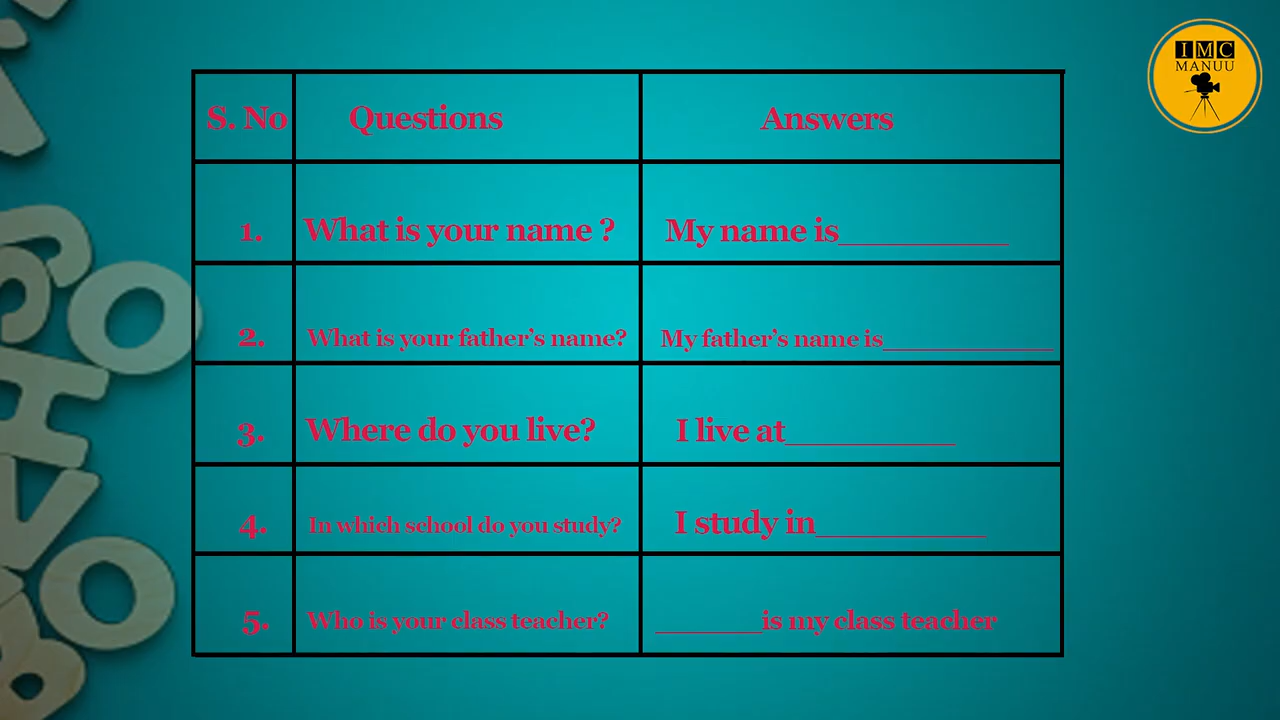 IMC
MANUU
S. No Questions Answers
1. What is your name ? My name is__________
2. What is your father's name? My father's name is__________
3. Where do you live? I live at__________
4. In which school do you study? I study in__________
5. Who is your class teacher? ______is my class teacher